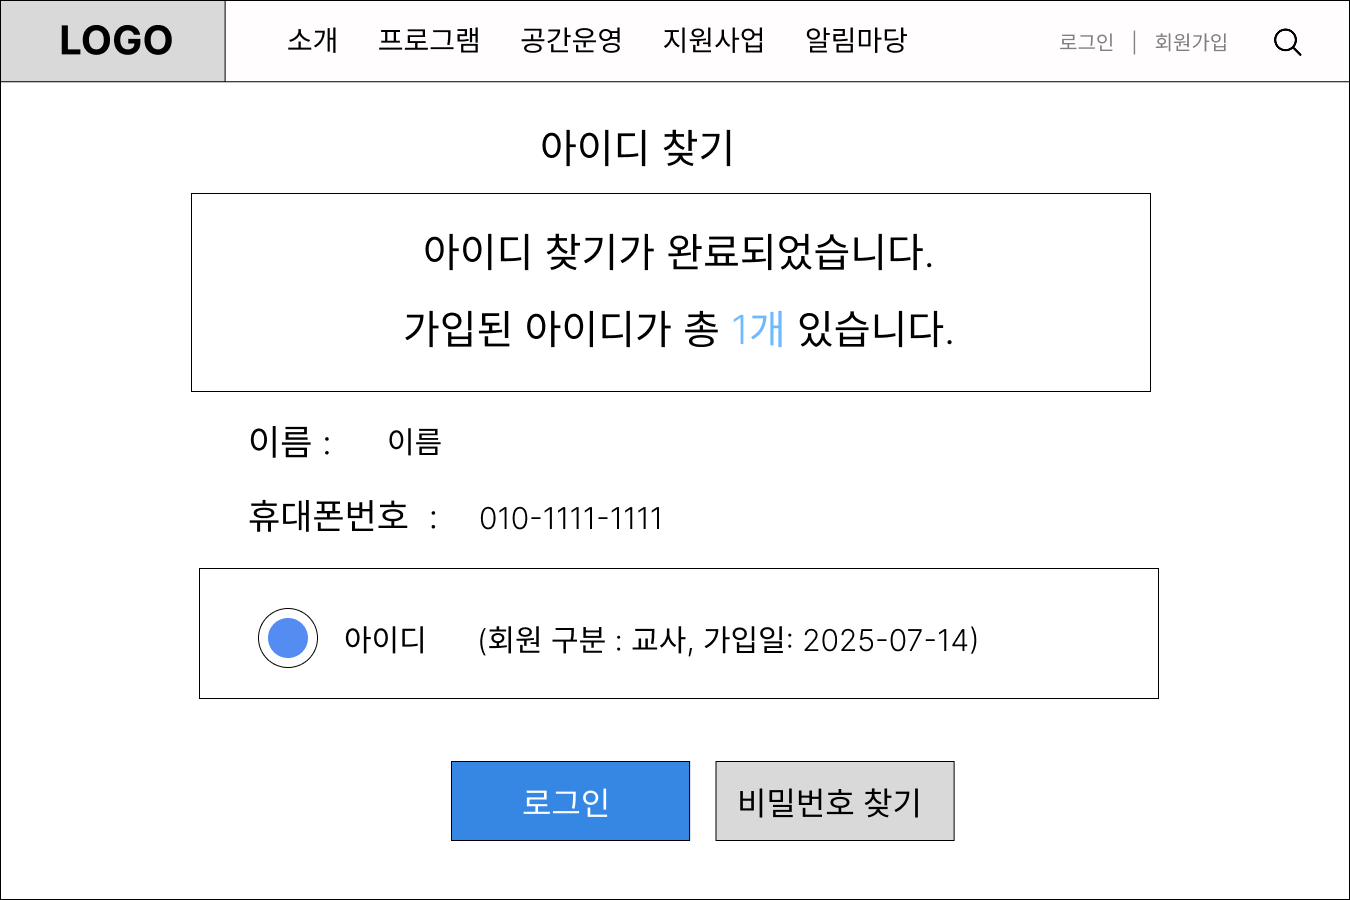 LOGO 소개 프로그램 공간운영 지원사업 알림마당 로그인 | 회원가입
아이디 찾기
아이디 찾기가 완료되었습니다.
가입된 아이디가 총 1개 있습니다.
이름 : 이름
휴대폰번호 : 010-1111-1111
아이디 (회원 구분 : 교사, 가입일: 2025-07-14)
로그인 비밀번호 찾기